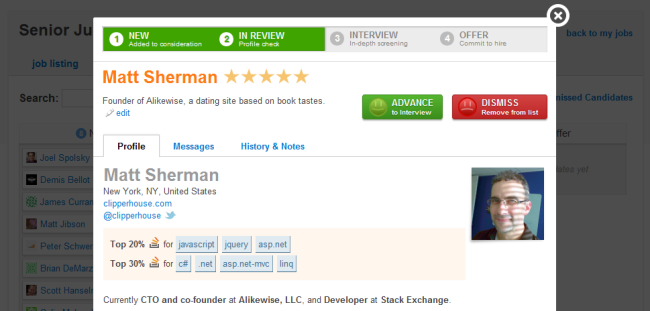 Senior Ju
back to my jobs
job listing
Search:
missed Candidates
1 NEW
Added to consideration
2 IN REVIEW
Profile check
3 INTERVIEW
In-depth screening
4 OFFER
Commit to hire
Matt Sherman
Founder of Alikewise, a dating site based on book tastes.
edit
ADVANCE
to Interview
DISMISS
Remove from list
Profile
Messages
History & Notes
Matt Sherman
New York, NY, United States
clipperhouse.com
@clipperhouse
Top 20% for javascript jquery asp.net
Top 30% for c# .net asp.net-mvc linq
Currently CTO and co-founder at Alikewise, LLC, and Developer at Stack Exchange.
Joel Spolsky
Demis Bellot
James Curran
Matt Jibson
Peter Schwer
Brian DeMarz
Scott Hansel
ffer
ates yet